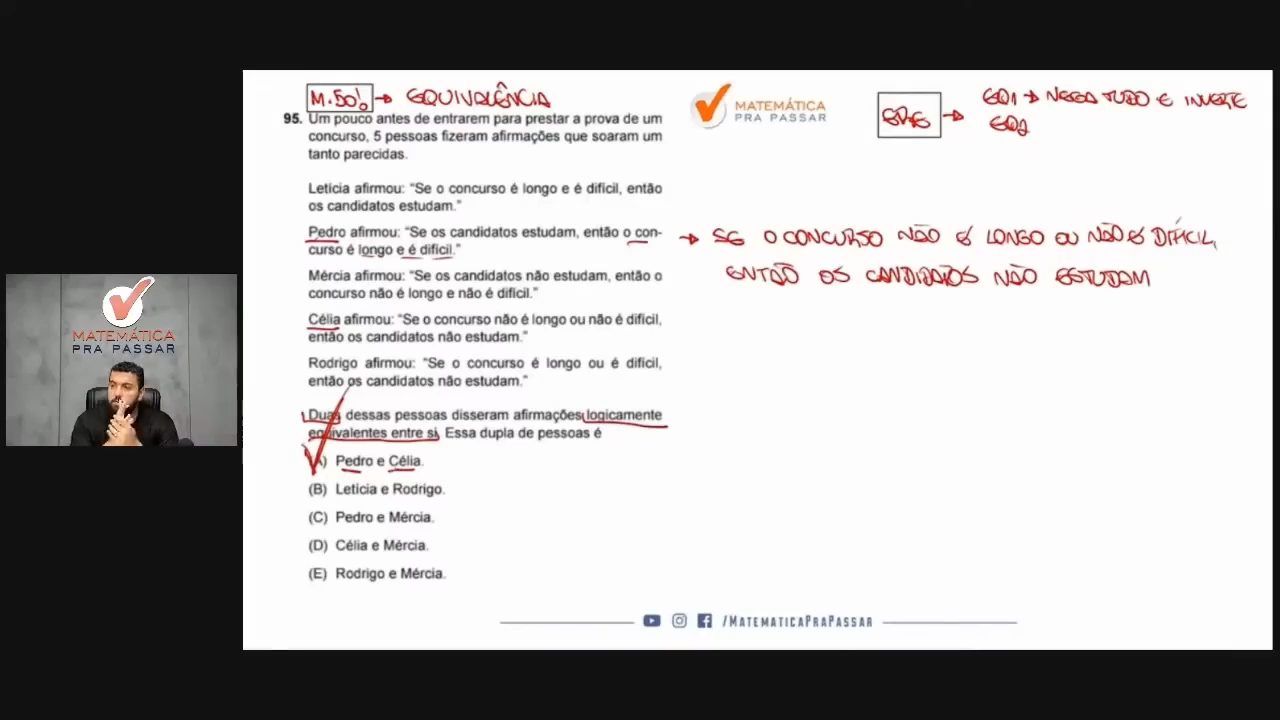 M.50% → EQUIVALÊNCIA
95. Um pouco antes de entrarem para prestar a prova de um
concurso, 5 pessoas fizeram afirmações que soaram um
tanto parecidas.
Letícia afirmou: “Se o concurso é longo e é difícil, então
os candidatos estudam.”
Pedro afirmou: “Se os candidatos estudam, então o con-
curso é longo e é difícil.”
Mércia afirmou: “Se os candidatos não estudam, então o
concurso não é longo e não é difícil.”
Célia afirmou: “Se o concurso não é longo ou não é difícil,
então os candidatos não estudam.”
Rodrigo afirmou: “Se o concurso é longo ou é difícil,
então os candidatos não estudam.”
Duas dessas pessoas disseram afirmações logicamente
equivalentes entre si. Essa dupla de pessoas é
(A) Pedro e Célia.
(B) Letícia e Rodrigo.
(C) Pedro e Mércia.
(D) Célia e Mércia.
(E) Rodrigo e Mércia.
MATEMÁTICA
PRA PASSAR
EQ1 → NEGA TUDO E INVERTE
EQ2
→ SE O CONCURSO NÃO É LONGO OU NÃO É DIFÍCIL,
ENTÃO OS CANDIDATOS NÃO ESTUDAM
MATEMÁTICA
PRA PASSAR
/MATEMATICAPRAPASSAR